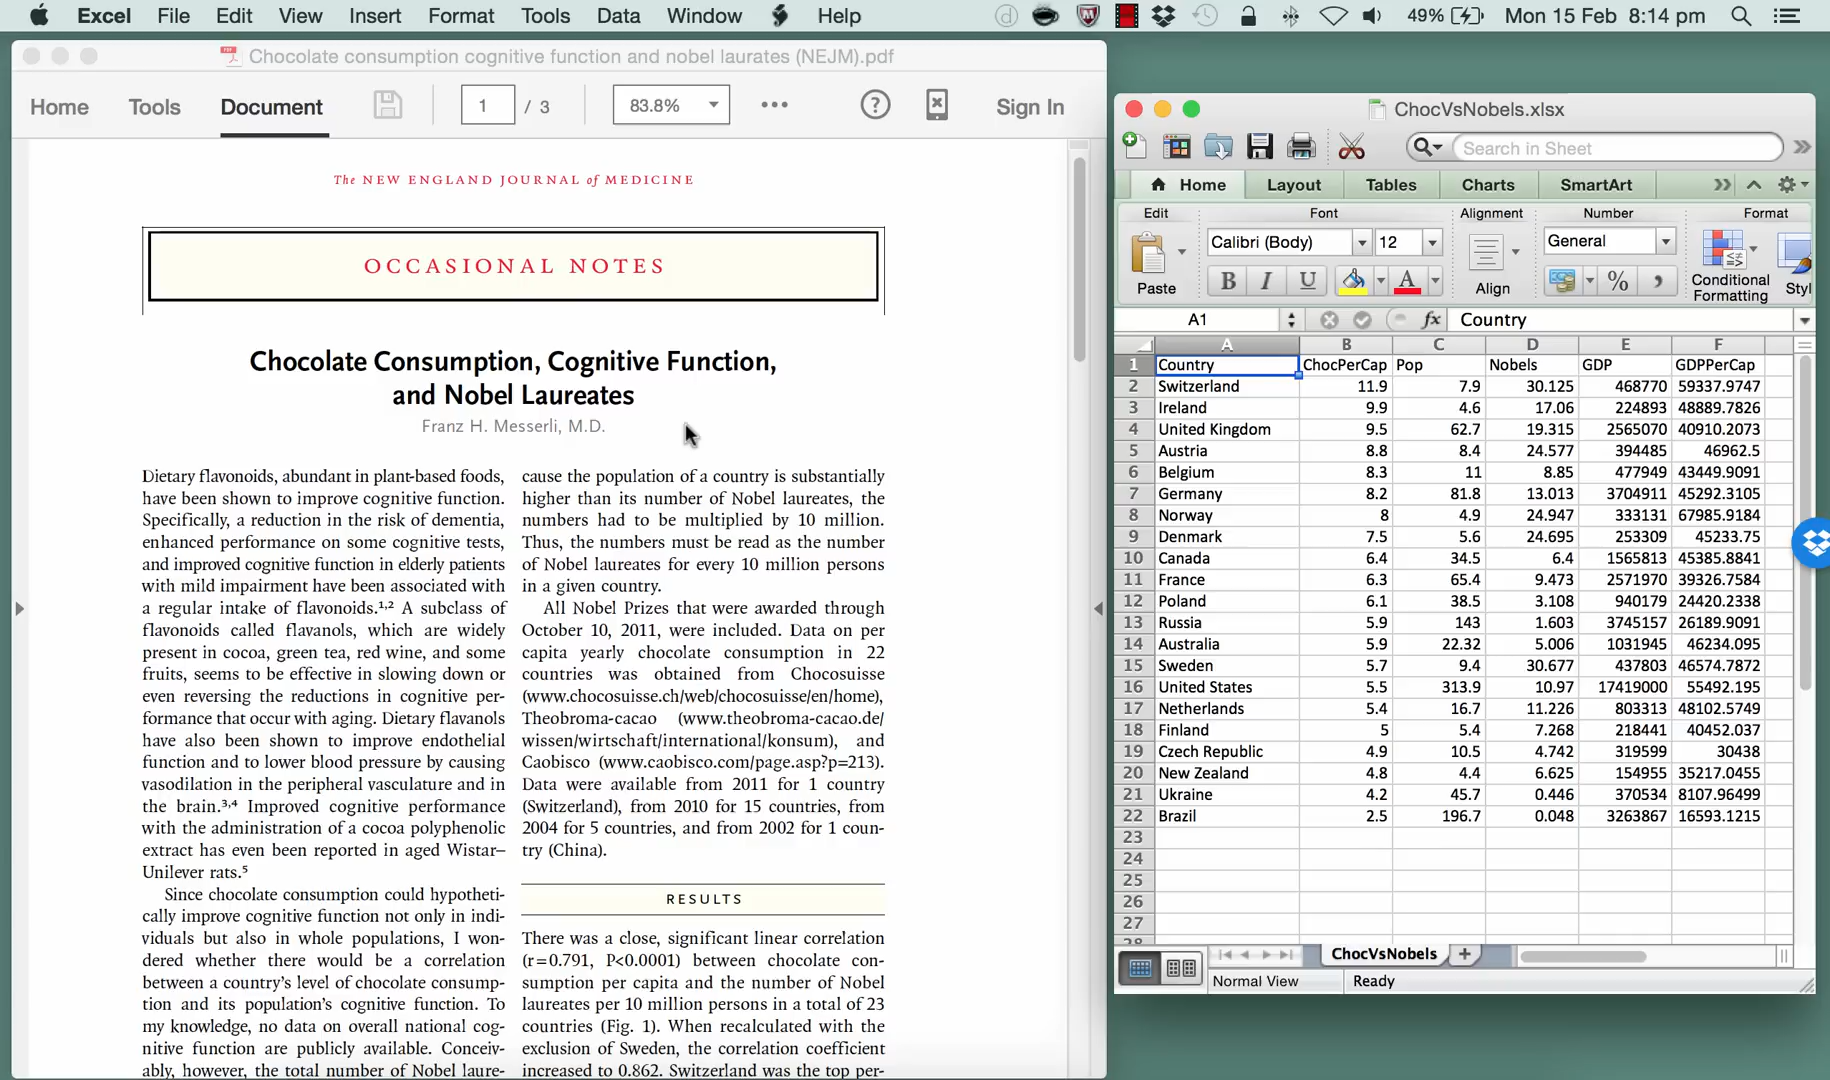 Excel File Edit View Insert Format Tools Data Window Help 49% Mon 15 Feb 8:14 pm
Chocolate consumption cognitive function and nobel laurates (NEJM).pdf
Home Tools Document 1 / 3 83.8% Sign In
The NEW ENGLAND JOURNAL of MEDICINE
OCCASIONAL NOTES
Chocolate Consumption, Cognitive Function,
and Nobel Laureates
Franz H. Messerli, M.D.
Dietary flavonoids, abundant in plant-based foods,
have been shown to improve cognitive function.
Specifically, a reduction in the risk of dementia,
enhanced performance on some cognitive tests,
and improved cognitive function in elderly patients
with mild impairment have been associated with
a regular intake of flavonoids.¹,² A subclass of
flavonoids called flavanols, which are widely
present in cocoa, green tea, red wine, and some
fruits, seems to be effective in slowing down or
even reversing the reductions in cognitive per-
formance that occur with aging. Dietary flavanols
have also been shown to improve endothelial
function and to lower blood pressure by causing
vasodilation in the peripheral vasculature and in
the brain.³,⁴ Improved cognitive performance
with the administration of a cocoa polyphenolic
extract has even been reported in aged Wistar–
Unilever rats.⁵
Since chocolate consumption could hypotheti-
cally improve cognitive function not only in indi-
viduals but also in whole populations, I won-
dered whether there would be a correlation
between a country's level of chocolate consump-
tion and its population's cognitive function. To
my knowledge, no data on overall national cog-
nitive function are publicly available. Conceiv-
ably, however, the total number of Nobel laure-
cause the population of a country is substantially
higher than its number of Nobel laureates, the
numbers had to be multiplied by 10 million.
Thus, the numbers must be read as the number
of Nobel laureates for every 10 million persons
in a given country.
All Nobel Prizes that were awarded through
October 10, 2011, were included. Data on per
capita yearly chocolate consumption in 22
countries was obtained from Chocosuisse
(www.chocosuisse.ch/web/chocosuisse/en/home),
Theobroma-cacao (www.theobroma-cacao.de/
wissen/wirtschaft/international/konsum), and
Caobisco (www.caobisco.com/page.asp?p=213).
Data were available from 2011 for 1 country
(Switzerland), from 2010 for 15 countries, from
2004 for 5 countries, and from 2002 for 1 coun-
try (China).
RESULTS
There was a close, significant linear correlation
(r=0.791, P<0.0001) between chocolate con-
sumption per capita and the number of Nobel
laureates per 10 million persons in a total of 23
countries (Fig. 1). When recalculated with the
exclusion of Sweden, the correlation coefficient
increased to 0.862. Switzerland was the top per-
ChocVsNobels.xlsx
Search in Sheet
Home Layout Tables Charts SmartArt
Edit Font Alignment Number Format
Calibri (Body) 12 General
Paste B I U A Align % , Conditional Formatting Styl
A1 fx Country
A B C D E F
1 Country ChocPerCap Pop Nobels GDP GDPPerCap
2 Switzerland 11.9 7.9 30.125 468770 59337.9747
3 Ireland 9.9 4.6 17.06 224893 48889.7826
4 United Kingdom 9.5 62.7 19.315 2565070 40910.2073
5 Austria 8.8 8.4 24.577 394485 46962.5
6 Belgium 8.3 11 8.85 477949 43449.9091
7 Germany 8.2 81.8 13.013 3704911 45292.3105
8 Norway 8 4.9 24.947 333131 67985.9184
9 Denmark 7.5 5.6 24.695 253309 45233.75
10 Canada 6.4 34.5 6.4 1565813 45385.8841
11 France 6.3 65.4 9.473 2571970 39326.7584
12 Poland 6.1 38.5 3.108 940179 24420.2338
13 Russia 5.9 143 1.603 3745157 26189.9091
14 Australia 5.9 22.32 5.006 1031945 46234.095
15 Sweden 5.7 9.4 30.677 437803 46574.7872
16 United States 5.5 313.9 10.97 17419000 55492.195
17 Netherlands 5.4 16.7 11.226 803313 48102.5749
18 Finland 5 5.4 7.268 218441 40452.037
19 Czech Republic 4.9 10.5 4.742 319599 30438
20 New Zealand 4.8 4.4 6.625 154955 35217.0455
21 Ukraine 4.2 45.7 0.446 370534 8107.96499
22 Brazil 2.5 196.7 0.048 3263867 16593.1215
23
24
25
26
27
28
ChocVsNobels
Normal View Ready